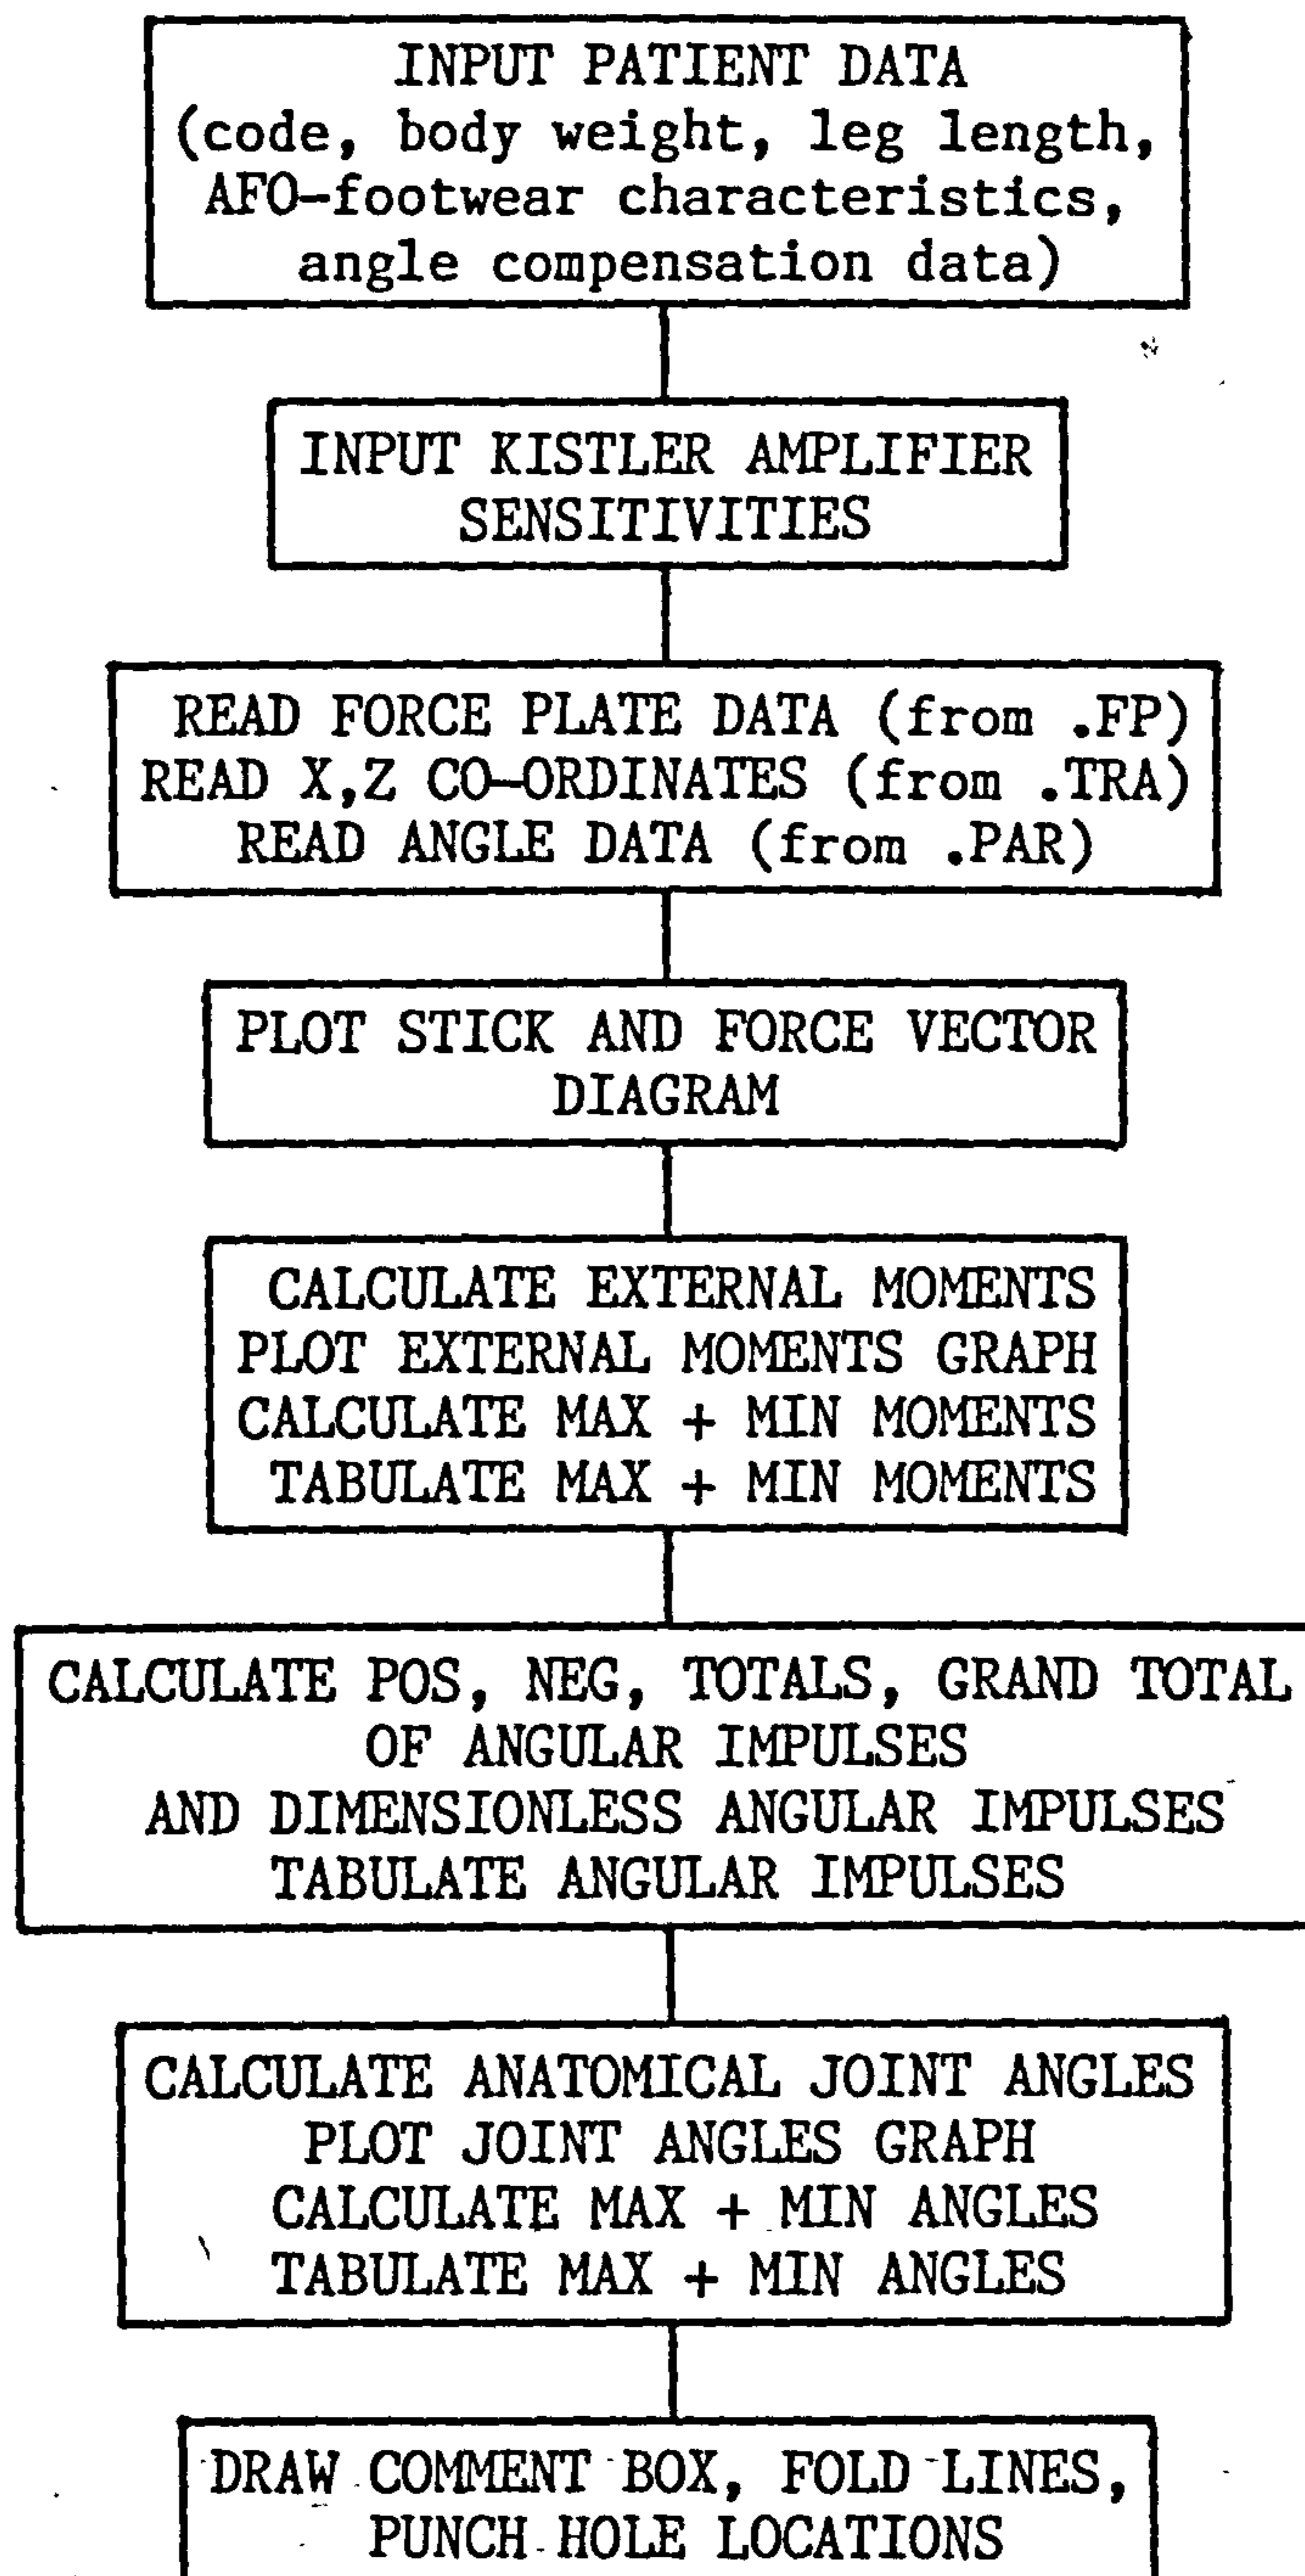 INPUT PATIENT DATA
(code, body weight, leg length,
AFO-footwear characteristics,
angle compensation data)
INPUT KISTLER AMPLIFIER
SENSITIVITIES
READ FORCE PLATE DATA (from .FP)
READ X,Z CO-ORDINATES (from .TRA)
READ ANGLE DATA (from .PAR)
PLOT STICK AND FORCE VECTOR
DIAGRAM
CALCULATE EXTERNAL MOMENTS
PLOT EXTERNAL MOMENTS GRAPH
CALCULATE MAX + MIN MOMENTS
TABULATE MAX + MIN MOMENTS
CALCULATE POS, NEG, TOTALS, GRAND TOTAL
OF ANGULAR IMPULSES
AND DIMENSIONLESS ANGULAR IMPULSES
TABULATE ANGULAR IMPULSES
CALCULATE ANATOMICAL JOINT ANGLES
PLOT JOINT ANGLES GRAPH
CALCULATE MAX + MIN ANGLES
TABULATE MAX + MIN ANGLES
DRAW COMMENT BOX, FOLD LINES,
PUNCH HOLE LOCATIONS